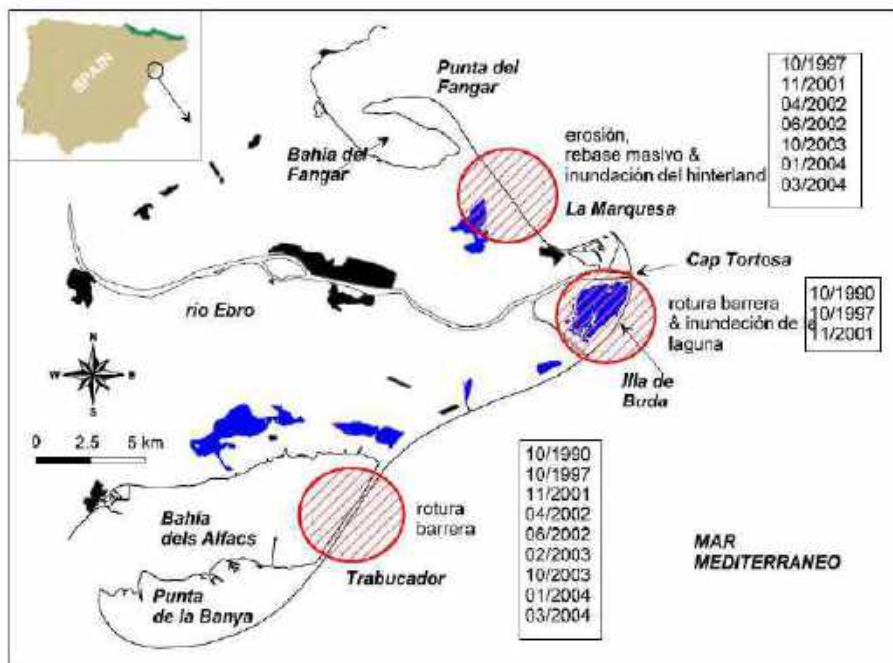 SPAIN
Punta del
Fangar
Bahía del
Fangar
erosión,
rebase masivo &
inundación del hinterland
La Marquesa
10/1997
11/2001
04/2002
06/2002
10/2003
01/2004
03/2004
Cap Tortosa
río Ebro
rotura barrera
& inundación de la
laguna
10/1990
10/1997
11/2001
Illa de
Buda
N
W
E
S
0 2.5 5 km
Bahía
dels Alfacs
Punta
de la Banya
rotura
barrera
Trabucador
10/1990
10/1997
11/2001
04/2002
06/2002
02/2003
10/2003
01/2004
03/2004
MAR
MEDITERRANEO